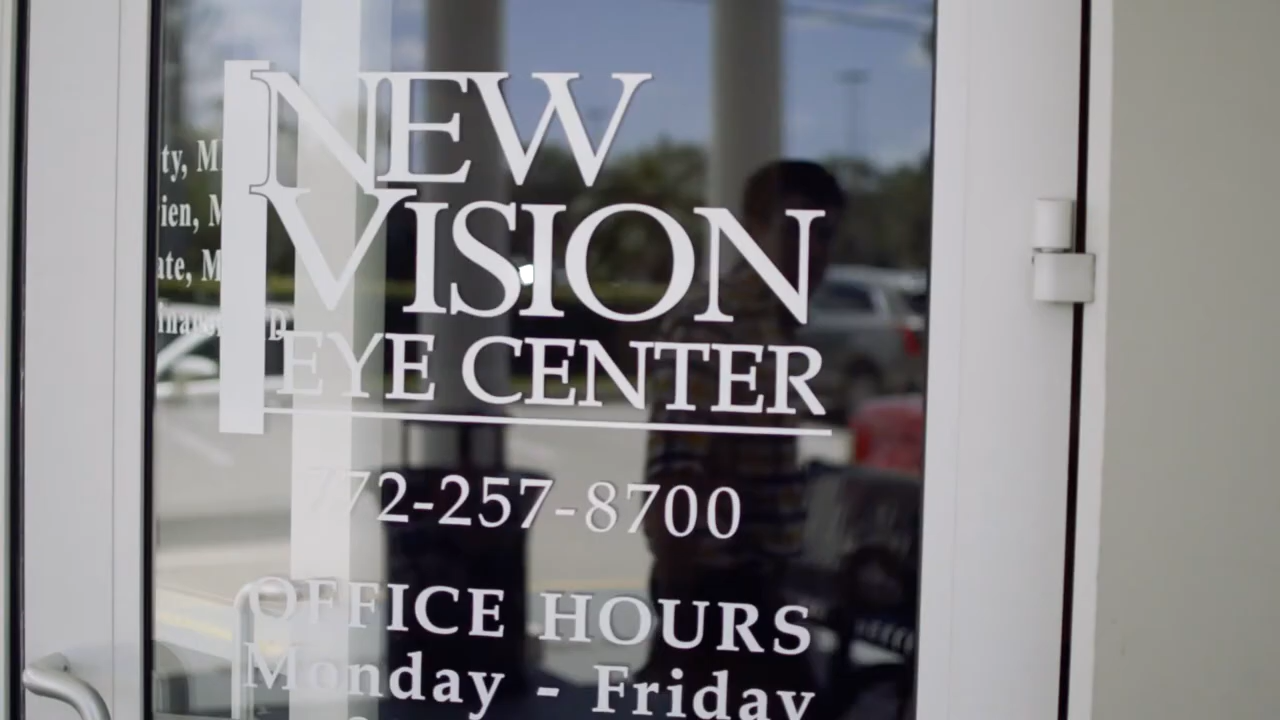 NEW
VISION
EYE CENTER
772-257-8700
OFFICE HOURS
Monday - Friday